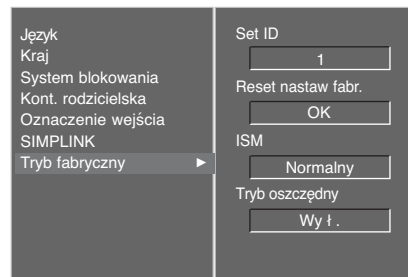 Język
Kraj
System blokowania
Kont. rodzicielska
Oznaczenie wejścia
SIMPLINK
Tryb fabryczny ►
Set ID
1
Reset nastaw fabr.
OK
ISM
Normalny
Tryb oszczędny
Wy ł .